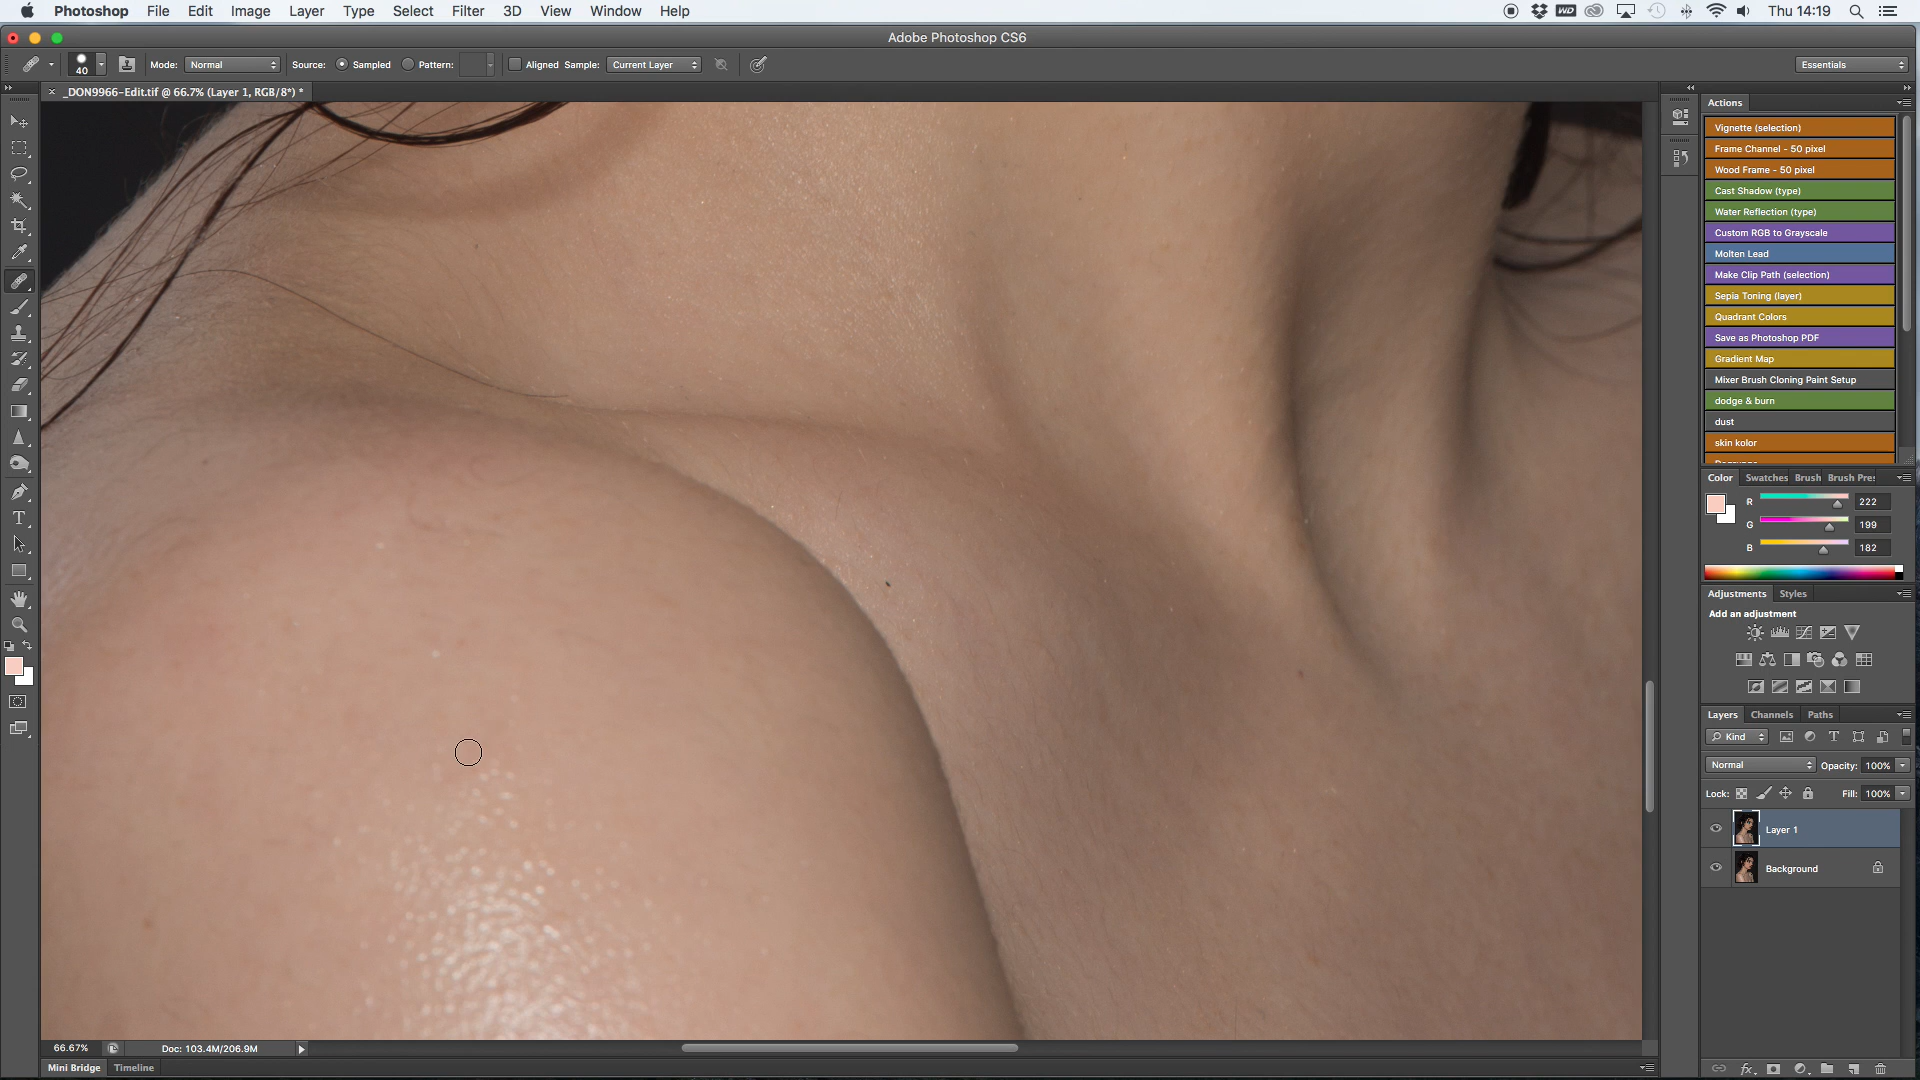 Photoshop File Edit Image Layer Type Select Filter 3D View Window Help
WD
Thu 14:19
Adobe Photoshop CS6
40
Mode: Normal
Source: Sampled Pattern:
Aligned Sample: Current Layer
Essentials
_DON9966-Edit.tif @ 66.7% (Layer 1, RGB/8*) *
Actions
Vignette (selection)
Frame Channel - 50 pixel
Wood Frame - 50 pixel
Cast Shadow (type)
Water Reflection (type)
Custom RGB to Grayscale
Molten Lead
Make Clip Path (selection)
Sepia Toning (layer)
Quadrant Colors
Save as Photoshop PDF
Gradient Map
Mixer Brush Cloning Paint Setup
dodge & burn
dust
skin kolor
Color Swatches Brush Brush Pre:
R 222
G 199
B 182
Adjustments Styles
Add an adjustment
Layers Channels Paths
Kind
Normal Opacity: 100%
Lock: Fill: 100%
Layer 1
Background
fx
66.67% Doc: 103.4M/206.9M
Mini Bridge Timeline